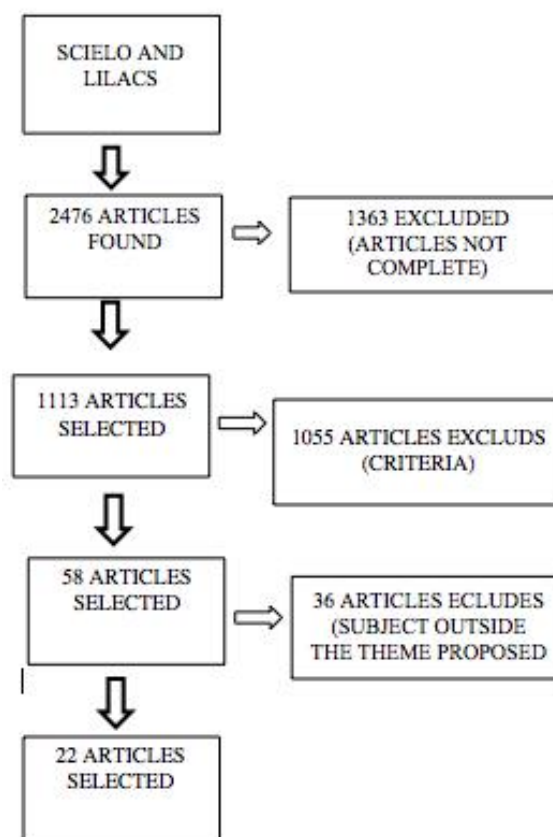 SCIELO AND
LILACS
2476 ARTICLES
FOUND
1363 EXCLUDED
(ARTICLES NOT
COMPLETE)
1113 ARTICLES
SELECTED
1055 ARTICLES EXCLUDS
(CRITERIA)
58 ARTICLES
SELECTED
36 ARTICLES ECLUDES
(SUBJECT OUTSIDE
THE THEME PROPOSED
22 ARTICLES
SELECTED